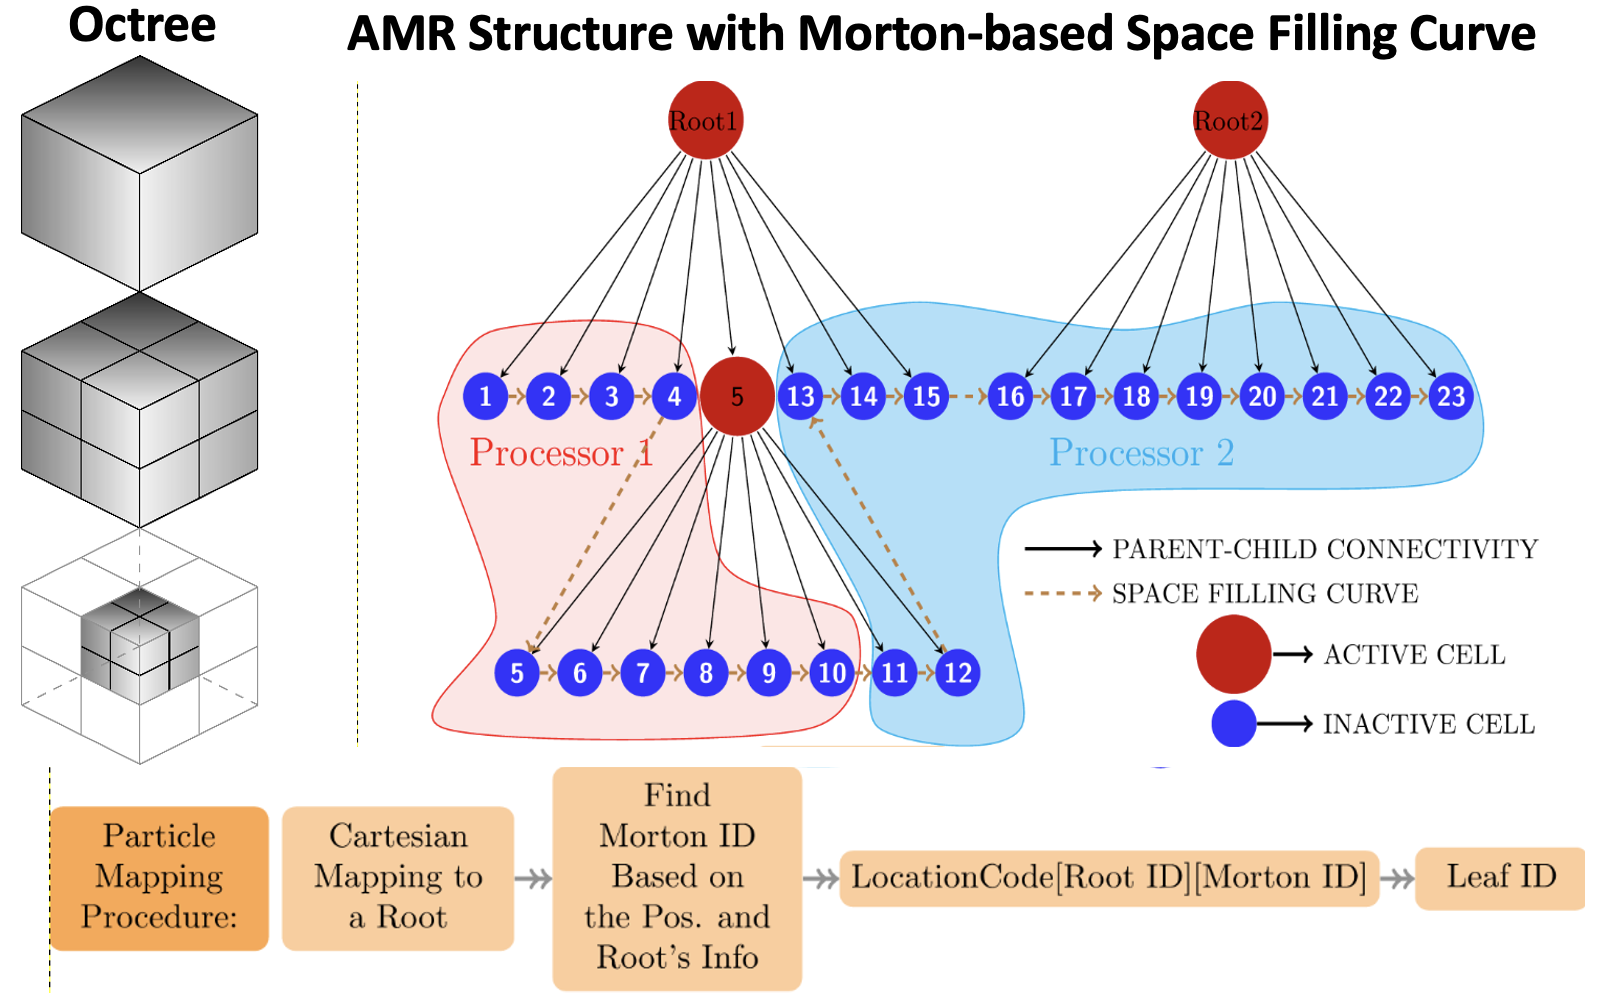 Octree
AMR Structure with Morton-based Space Filling Curve
Root1
Root2
1 2 3 4 5 13 14 15 16 17 18 19 20 21 22 23
Processor 1
Processor 2
5 6 7 8 9 10 11 12
PARENT-CHILD CONNECTIVITY
SPACE FILLING CURVE
ACTIVE CELL
INACTIVE CELL
Particle
Mapping
Procedure:
Cartesian
Mapping to
a Root
Find
Morton ID
Based on
the Pos. and
Root's Info
LocationCode[Root ID][Morton ID]
Leaf ID